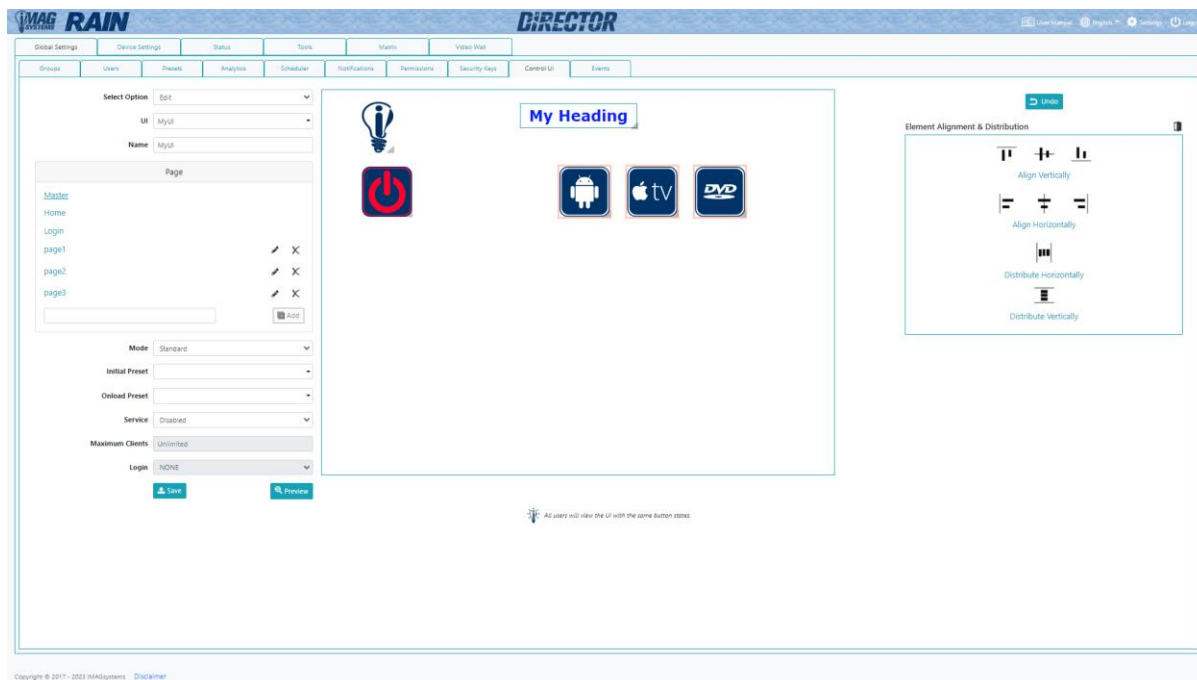 IMAG SYSTEMS RAIN DiRECTOR User Manual English Settings
Global Settings Device Settings Status Tools Matrix Video Wall
Groups Users Presets Analytics Scheduler Notifications Permissions Security Keys Control UI Events
Select Option Edit
UI MyUI
Name MyUI
Page
Master
Home
Login
page1
page2
page3
Add
Mode Standard
Initial Preset
Onload Preset
Service Disabled
Maximum Clients Unlimited
Login NONE
Save Preview
My Heading
tv DVD
All users will view the UI with the same button states.
Undo
Element Alignment & Distribution
Align Vertically
Align Horizontally
Distribute Horizontally
Distribute Vertically
Copyright © 2017 - 2023 IMAGsystems Disclaimer